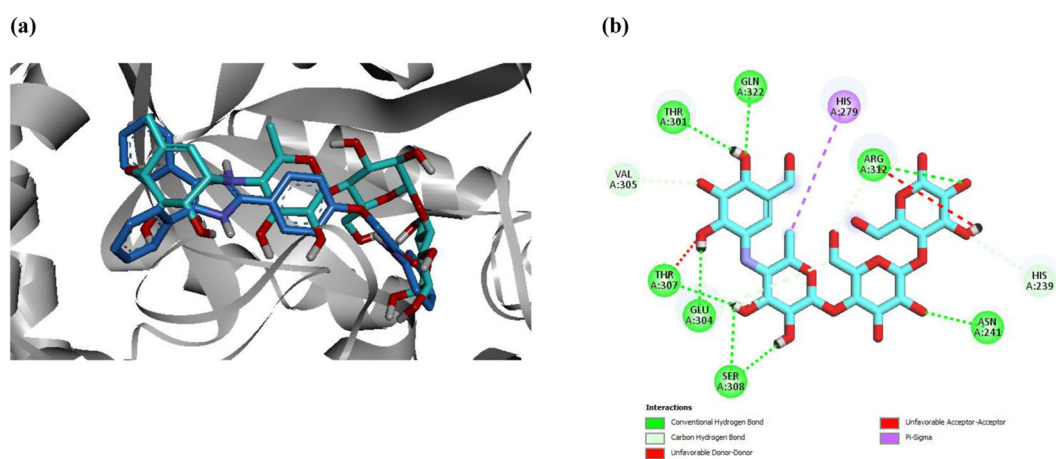 (a)
(b)
GLN
A:322
HIS
A:279
THR
A:301
ARG
A:312
VAL
A:305
THR
A:307
HIS
A:239
GLU
A:304
ASN
A:241
SER
A:308
Interactions
Conventional Hydrogen Bond
Carbon Hydrogen Bond
Unfavorable Donor-Donor
Unfavorable Acceptor-Acceptor
Pi-Sigma